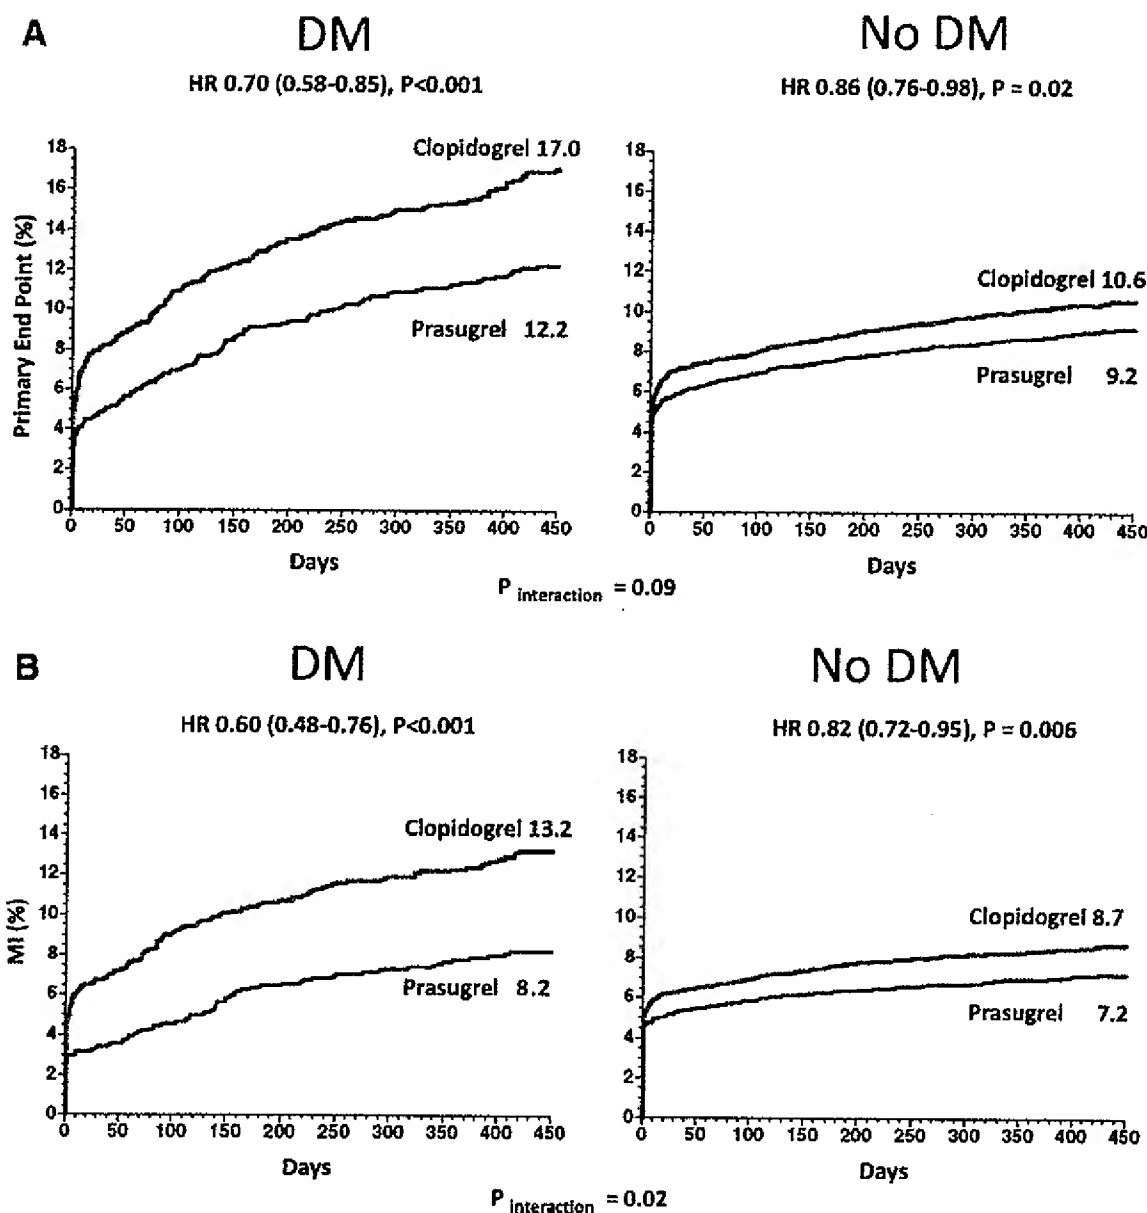 A
DM
No DM
HR 0.70 (0.58-0.85), P<0.001
HR 0.86 (0.76-0.98), P = 0.02
Primary End Point (%)
18
16
14
12
10
8
6
4
2
0
Clopidogrel 17.0
Prasugrel 12.2
0 50 100 150 200 250 300 350 400 450
Days
18
16
14
12
10
8
6
4
2
0
Clopidogrel 10.6
Prasugrel 9.2
0 50 100 150 200 250 300 350 400 450
Days
P interaction = 0.09
B
DM
No DM
HR 0.60 (0.48-0.76), P<0.001
HR 0.82 (0.72-0.95), P = 0.006
MI (%)
18
16
14
12
10
8
6
4
2
0
Clopidogrel 13.2
Prasugrel 8.2
0 50 100 150 200 250 300 350 400 450
Days
18
16
14
12
10
8
6
4
2
0
Clopidogrel 8.7
Prasugrel 7.2
0 50 100 150 200 250 300 350 400 450
Days
P interaction = 0.02